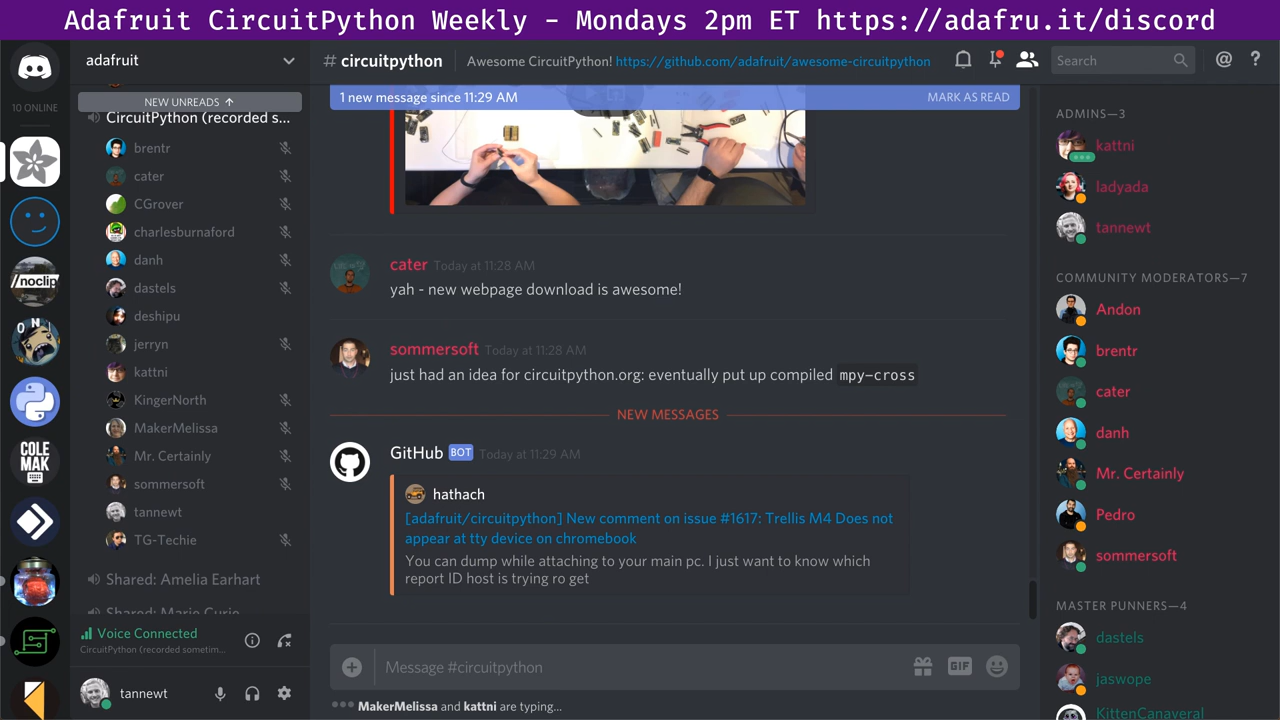 Adafruit CircuitPython Weekly - Mondays 2pm ET https://adafru.it/discord
10 ONLINE
/noclip
O N I
COLE
MAK
adafruit
NEW UNREADS ↑
CircuitPython (recorded s...
brentr
cater
CGrover
charlesburnaford
danh
dastels
deshipu
jerryn
kattni
KingerNorth
MakerMelissa
Mr. Certainly
sommersoft
tannewt
TG-Techie
Shared: Amelia Earhart
Shared: Marie Curie
Voice Connected
CircuitPython (recorded sometim...
tannewt
# circuitpython
Awesome CircuitPython! https://github.com/adafruit/awesome-circuitpython
Search
1 new message since 11:29 AM
MARK AS READ
cater Today at 11:28 AM
yah - new webpage download is awesome!
sommersoft Today at 11:28 AM
just had an idea for circuitpython.org: eventually put up compiled mpy-cross
NEW MESSAGES
GitHub BOT Today at 11:29 AM
hathach
[adafruit/circuitpython] New comment on issue #1617: Trellis M4 Does not
appear at tty device on chromebook
You can dump while attaching to your main pc. I just want to know which
report ID host is trying ro get
Message #circuitpython
GIF
MakerMelissa and kattni are typing...
ADMINS—3
kattni
ladyada
tannewt
COMMUNITY MODERATORS—7
Andon
brentr
cater
danh
Mr. Certainly
Pedro
sommersoft
MASTER PUNNERS—4
dastels
jaswope
KittenCanaveral